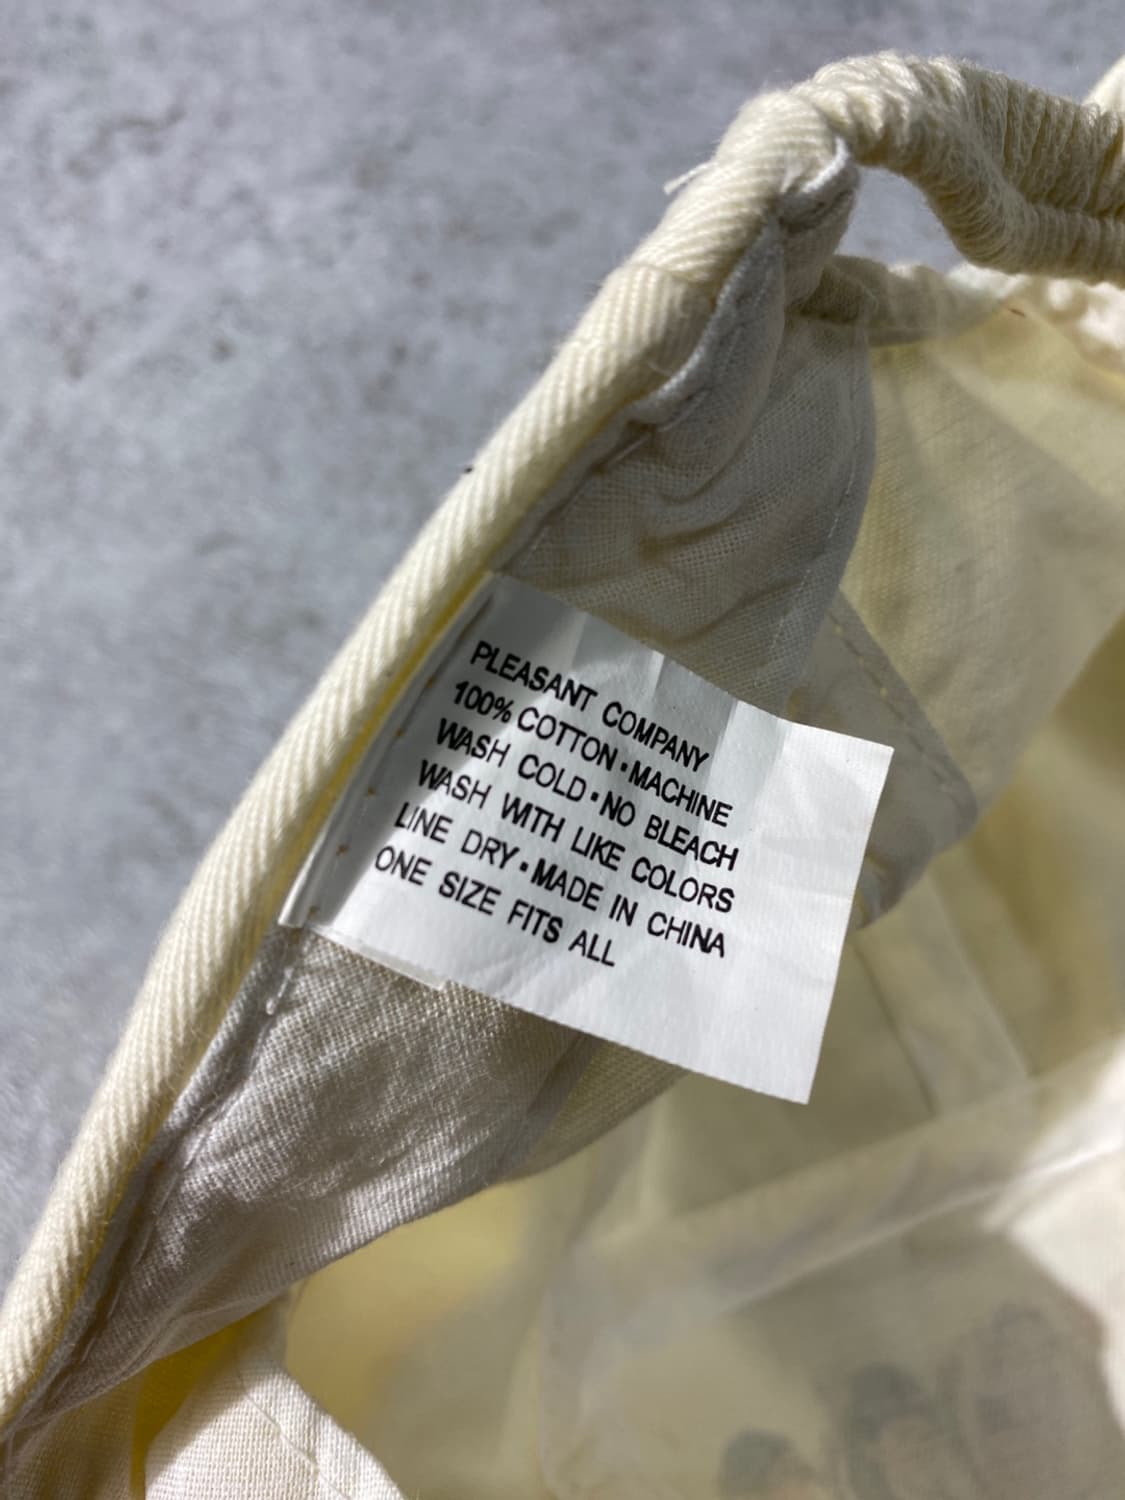 PLEASANT COMPANY
100% COTTON • MACHINE
WASH COLD • NO BLEACH
WASH WITH LIKE COLORS
LINE DRY • MADE IN CHINA
ONE SIZE FITS ALL